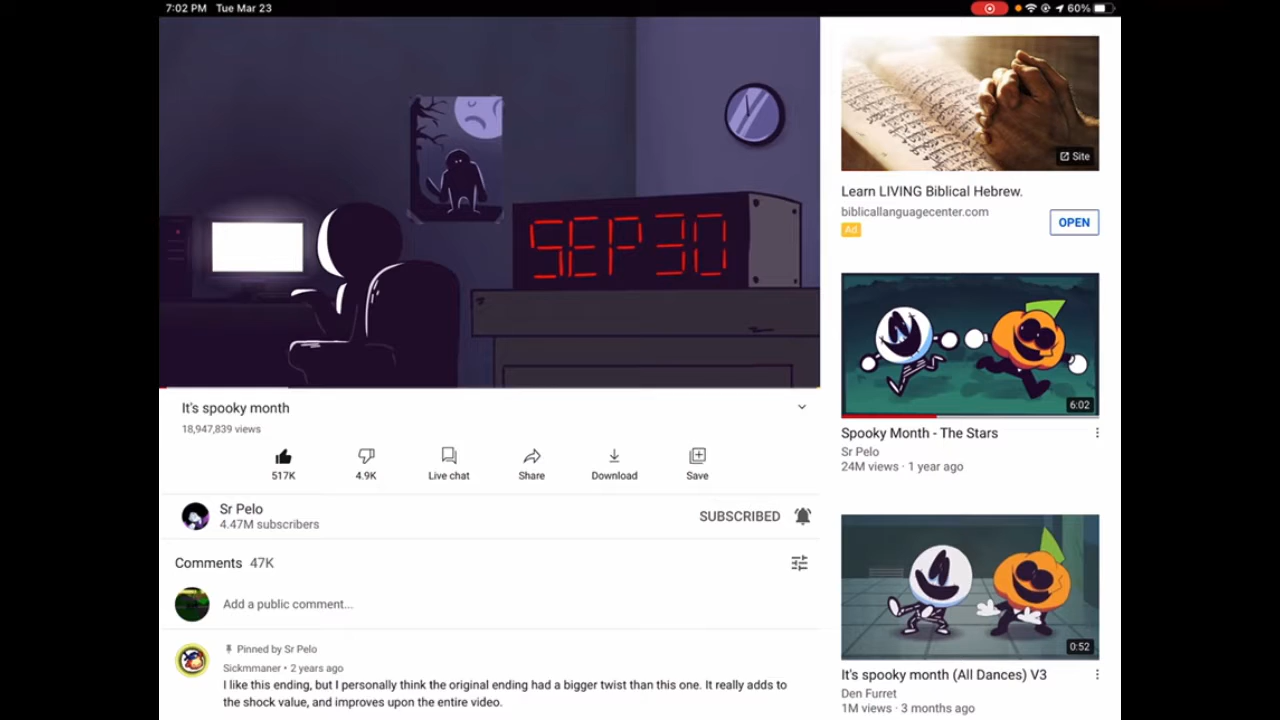 7:02 PM Tue Mar 23
60%
SEP 30
It's spooky month
18,947,839 views
517K
4.9K
Live chat
Share
Download
Save
Sr Pelo
4.47M subscribers
SUBSCRIBED
Comments 47K
Add a public comment...
Pinned by Sr Pelo
Sickmaner • 2 years ago
I like this ending, but I personally think the original ending had a bigger twist than this one. It really adds to
the shock value, and improves upon the entire video.
Site
Learn LIVING Biblical Hebrew.
biblicallanguagecenter.com
Ad
OPEN
6:02
Spooky Month - The Stars
Sr Pelo
24M views · 1 year ago
0:52
It's spooky month (All Dances) V3
Den Furret
1M views · 3 months ago